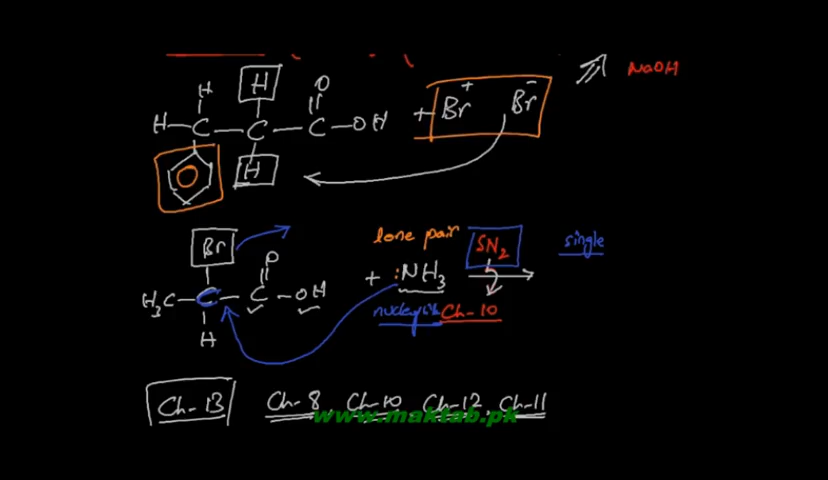 NaOH
H H O
H-C-C-C-OH + Br+ Br-
H
lone pair SN2 single
Br O
H3C-C-C-OH + :NH3
H
Ch-10
Ch-13 Ch-8, Ch-10, Ch-12, Ch-11
www.maktab.pk